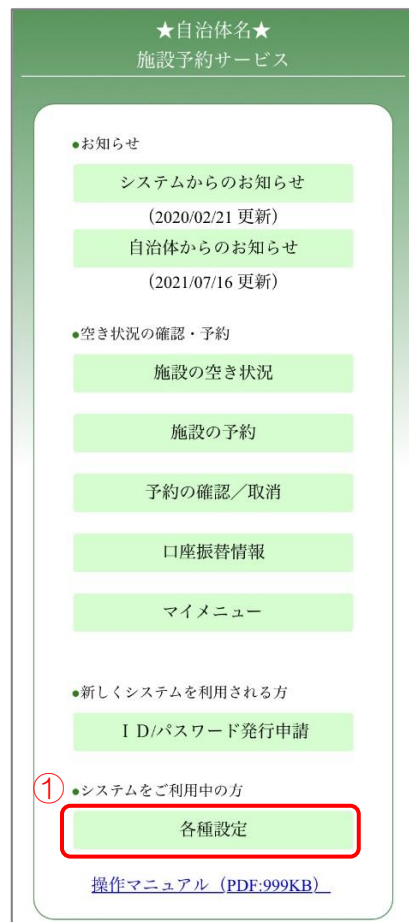 ★自治体名★
施設予約サービス
●お知らせ
システムからのお知らせ
（2020/02/21 更新）
自治体からのお知らせ
（2021/07/16 更新）
●空き状況の確認・予約
施設の空き状況
施設の予約
予約の確認／取消
口座振替情報
マイメニュー
●新しくシステムを利用される方
ＩＤ/パスワード発行申請
① ●システムをご利用中の方
各種設定
操作マニュアル（PDF:999KB）